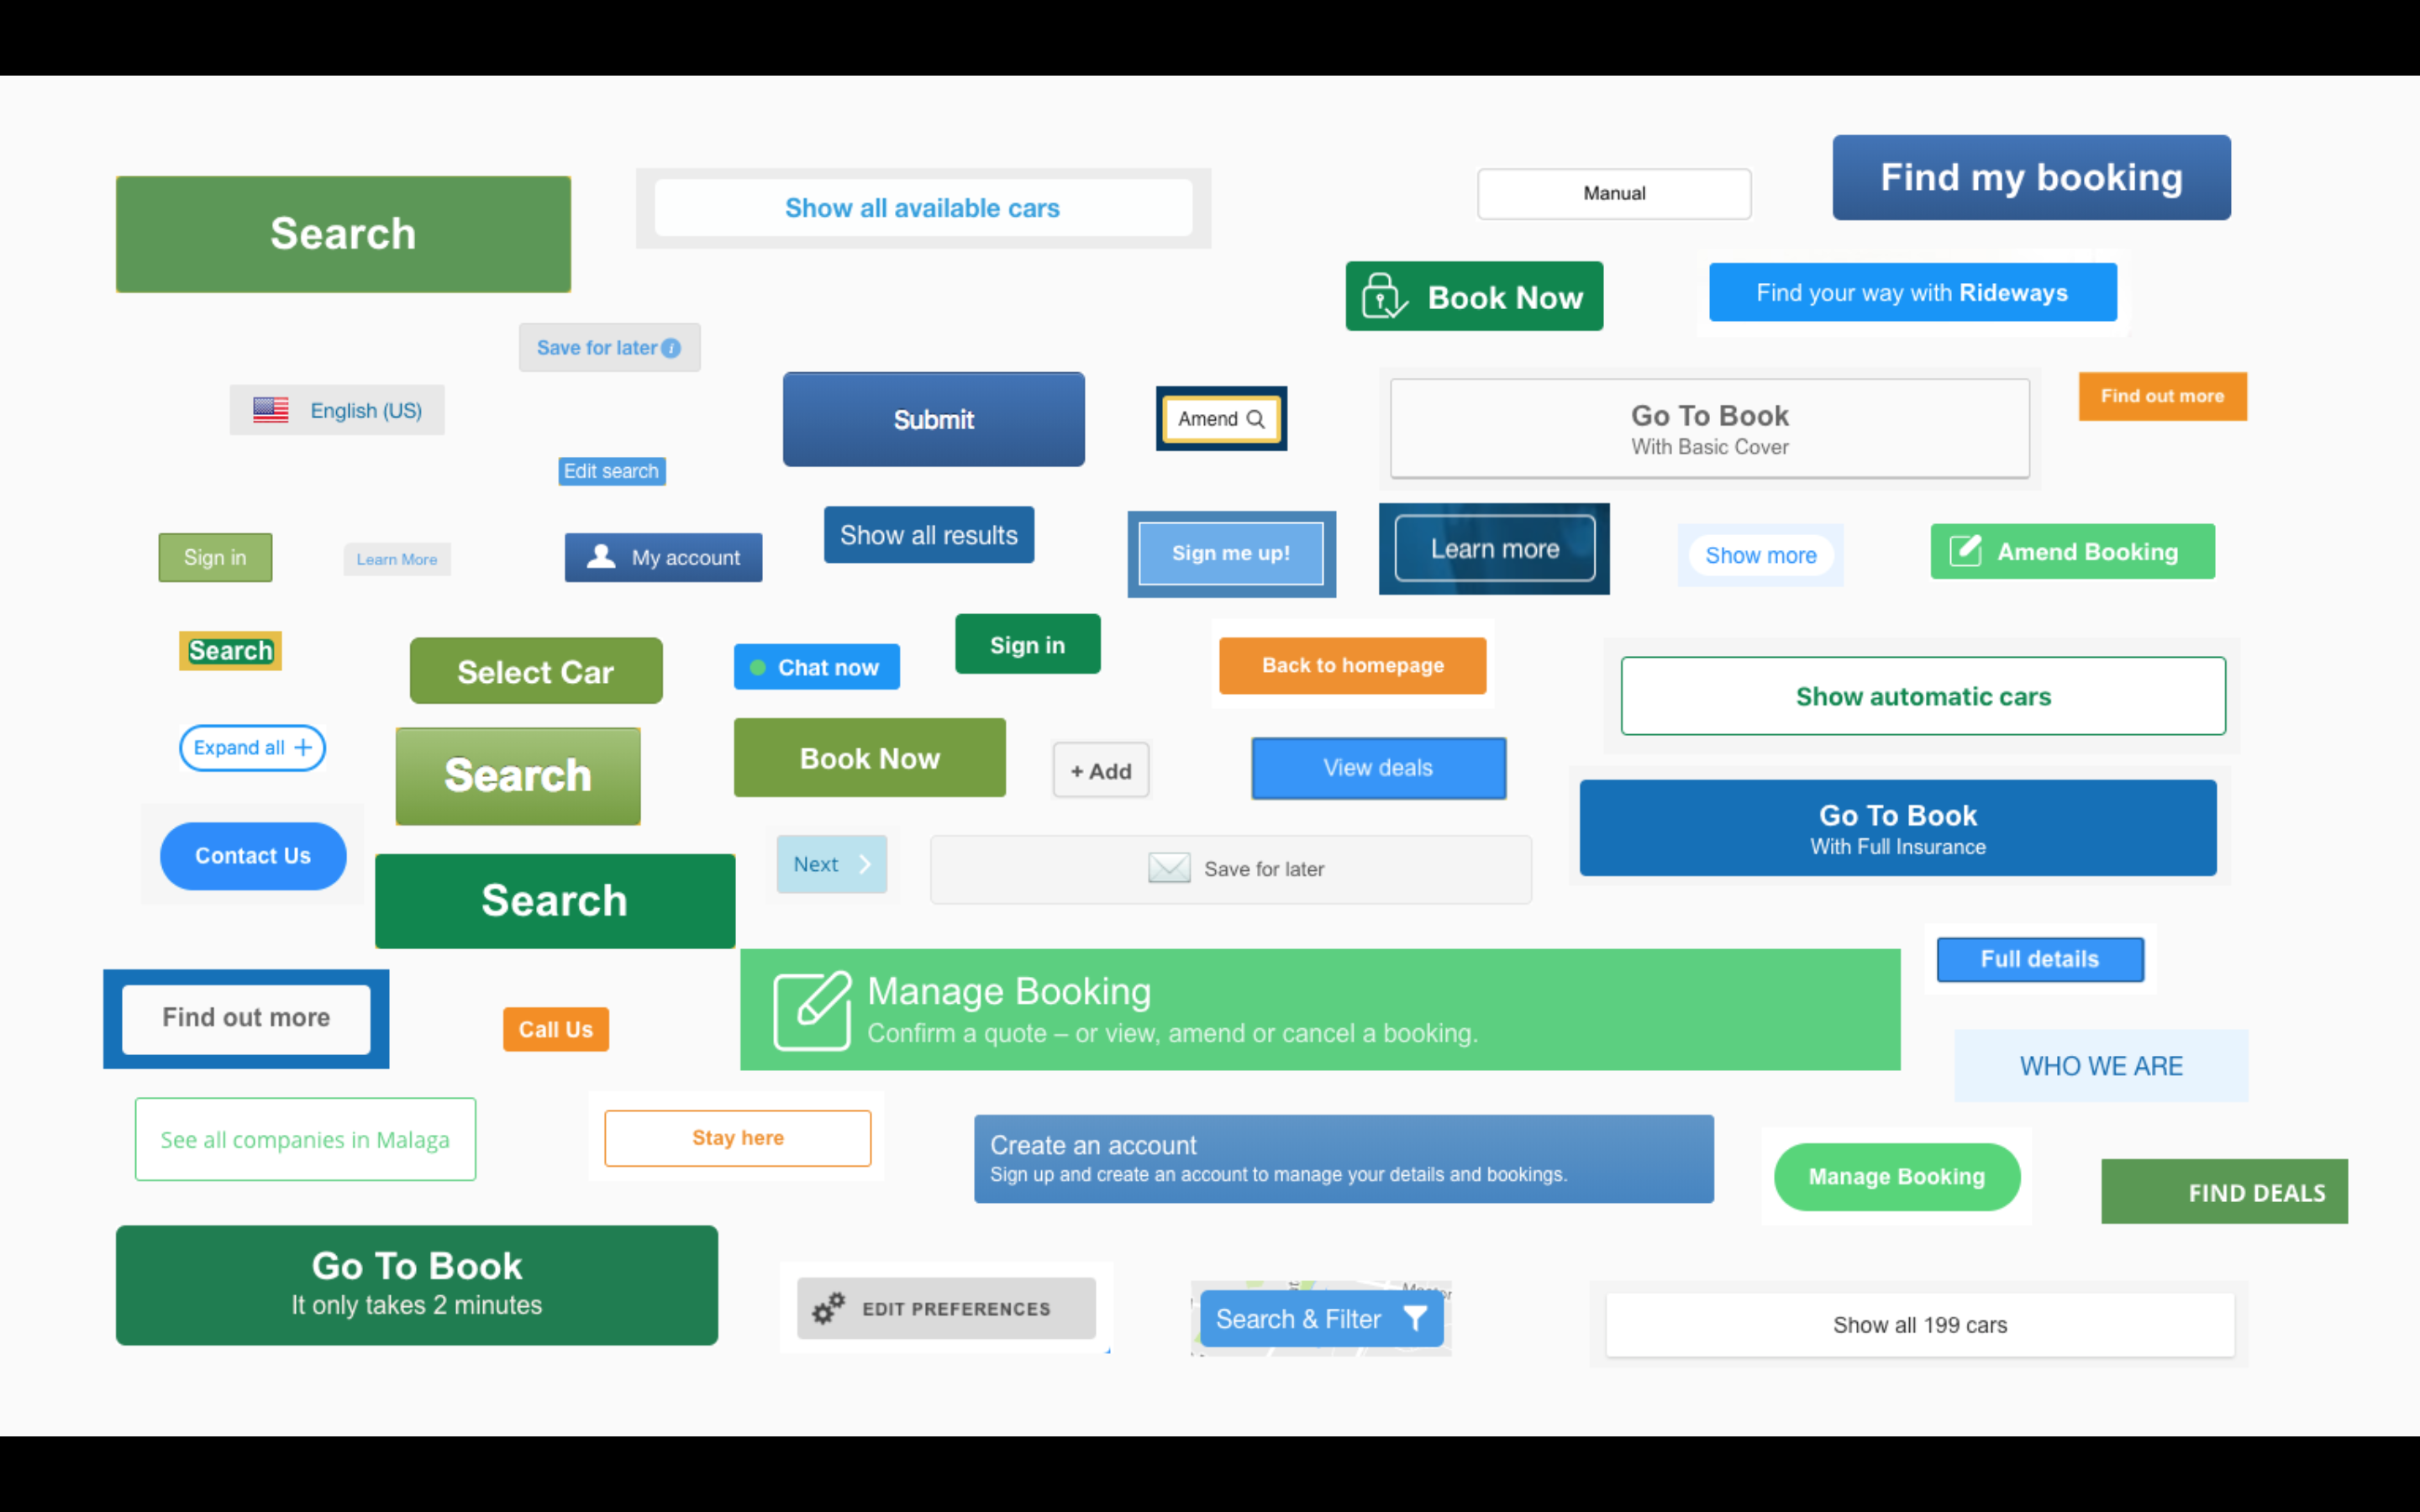 Search
Show all available cars
Manual
Find my booking
Book Now
Find your way with Rideways
Save for later
English (US)
Submit
Amend
Go To Book
With Basic Cover
Find out more
Edit search
Sign in
Learn More
My account
Show all results
Sign me up!
Learn more
Show more
Amend Booking
Search
Select Car
Chat now
Sign in
Back to homepage
Show automatic cars
Expand all +
Search
Book Now
+ Add
View deals
Go To Book
With Full Insurance
Contact Us
Search
Next
Save for later
Full details
Find out more
Call Us
Manage Booking
Confirm a quote – or view, amend or cancel a booking.
WHO WE ARE
See all companies in Malaga
Stay here
Create an account
Sign up and create an account to manage your details and bookings.
Manage Booking
FIND DEALS
Go To Book
It only takes 2 minutes
EDIT PREFERENCES
Search & Filter
Show all 199 cars